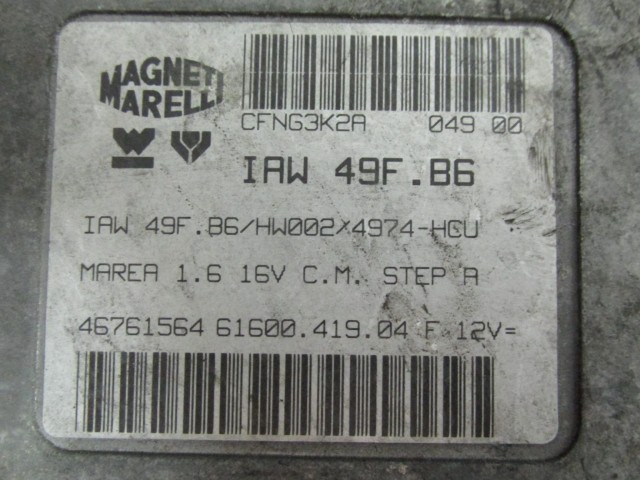 MAGNETI
MARELLI
CFNG3K2A 049 00
IAW 49F.B6
IAW 49F.B6/HW002×4974-HCU
MAREA 1.6 16V C.M. STEP A
46761564 61600.419.04 F 12V=